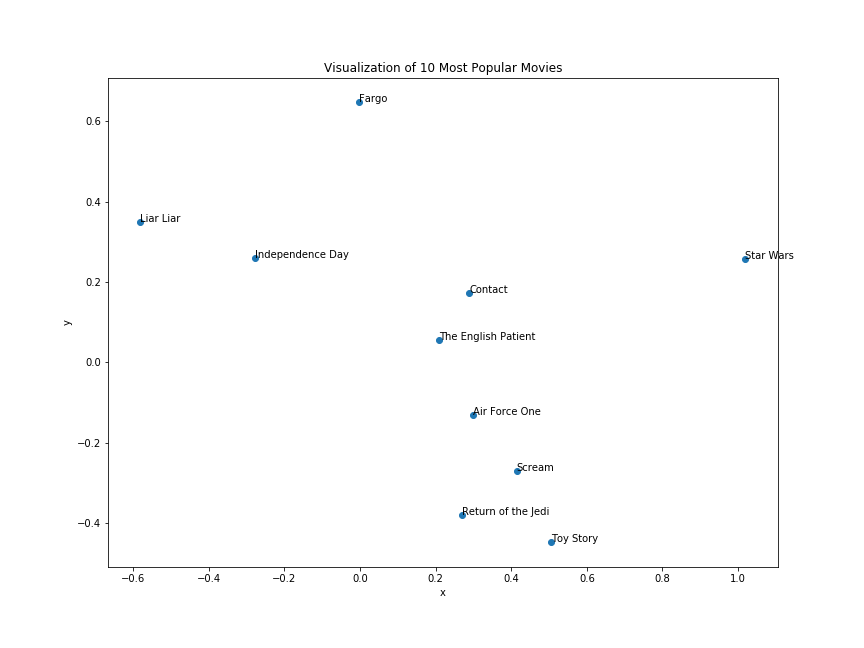 Visualization of 10 Most Popular Movies
Fargo
0.6
0.4
Liar Liar
Independence Day
Star Wars
0.2
Contact
y
The English Patient
0.0
Air Force One
−0.2
Scream
Return of the Jedi
−0.4
Toy Story
−0.6 −0.4 −0.2 0.0 0.2 0.4 0.6 0.8 1.0
x